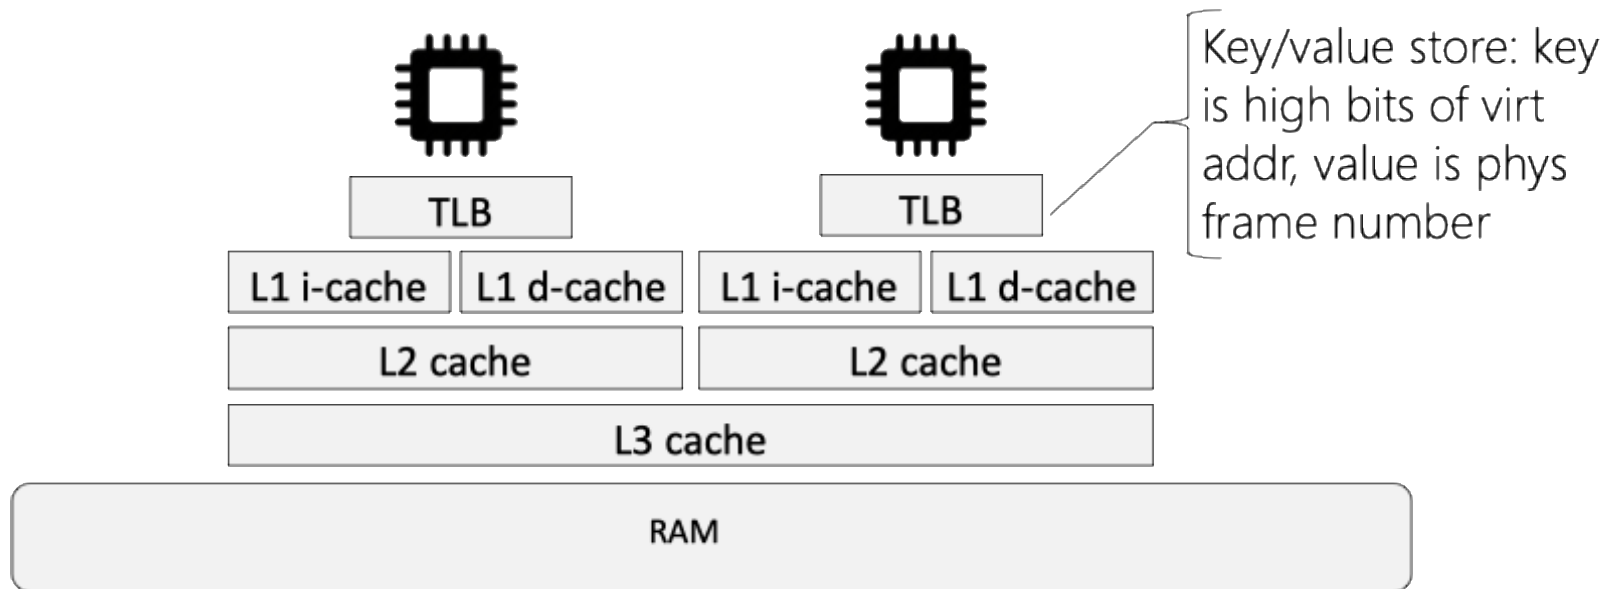 Key/value store: key
is high bits of virt
addr, value is phys
frame number
TLB
TLB
L1 i-cache
L1 d-cache
L1 i-cache
L1 d-cache
L2 cache
L2 cache
L3 cache
RAM